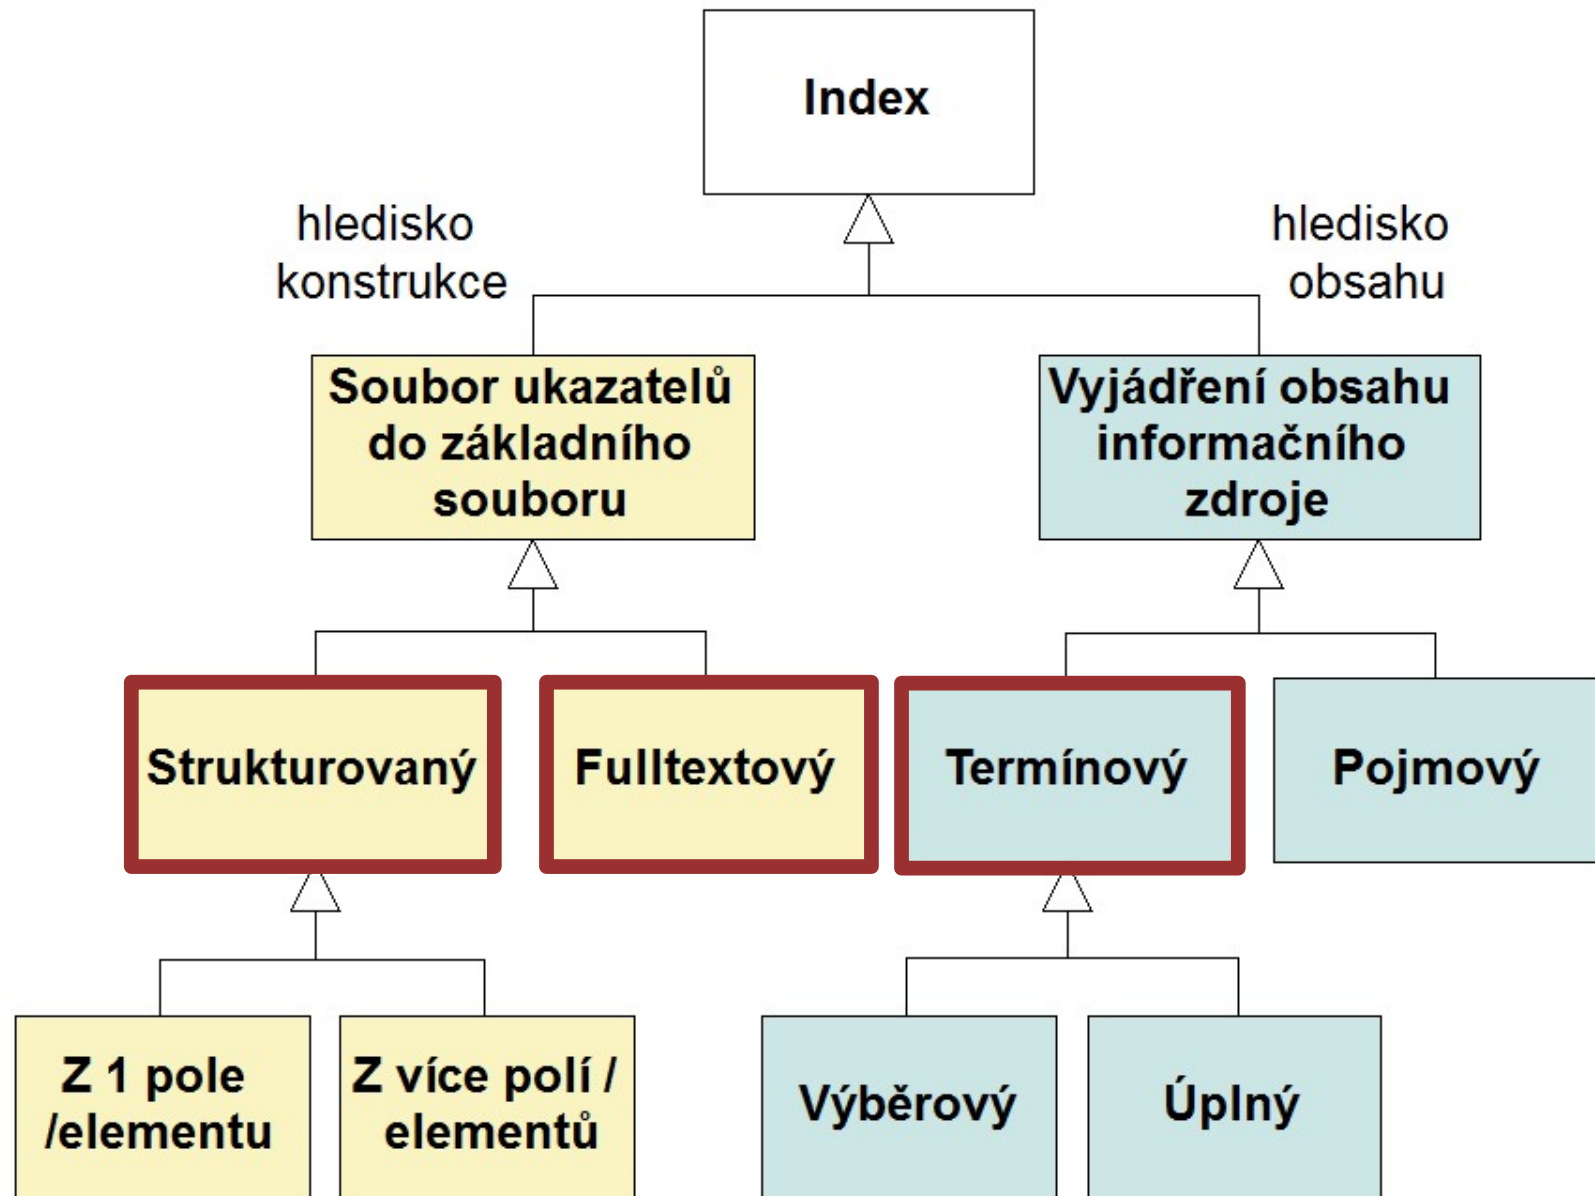 Index
hledisko
konstrukce
hledisko
obsahu
Soubor ukazatelů
do základního
souboru
Vyjádření obsahu
informačního
zdroje
Strukturovaný
Fulltextový
Termínový
Pojmový
Z 1 pole
/elementu
Z více polí /
elementů
Výběrový
Úplný